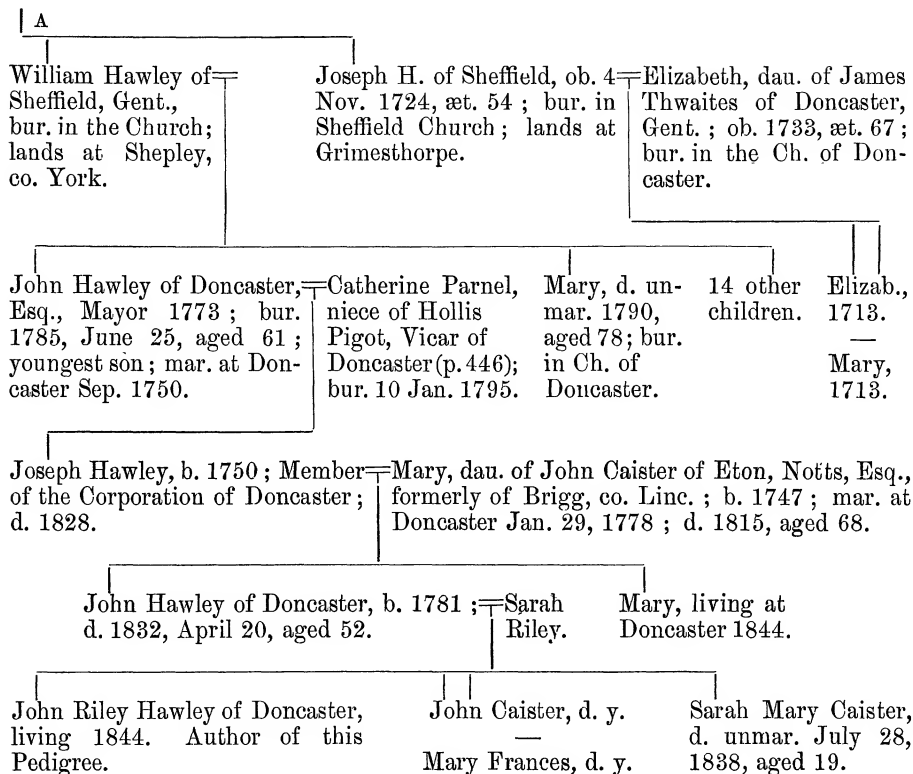 A
William Hawley of
Sheffield, Gent.,
bur. in the Church;
lands at Shepley,
co. York.
Joseph H. of Sheffield, ob. 4
Nov. 1724, æt. 54 ; bur. in
Sheffield Church ; lands at
Grimesthorpe.
Elizabeth, dau. of James
Thwaites of Doncaster,
Gent. ; ob. 1733, æt. 67 ;
bur. in the Ch. of Don-
caster.
John Hawley of Doncaster,
Esq., Mayor 1773 ; bur.
1785, June 25, aged 61 ;
youngest son ; mar. at Don-
caster Sep. 1750.
Catherine Parnel,
niece of Hollis
Pigot, Vicar of
Doncaster (p. 446);
bur. 10 Jan. 1795.
Mary, d. un-
mar. 1790,
aged 78 ; bur.
in Ch. of
Doncaster.
14 other
children.
Elizab.,
1713.
—
Mary,
1713.
Joseph Hawley, b. 1750 ; Member
of the Corporation of Doncaster ;
d. 1828.
Mary, dau. of John Caister of Eton, Notts, Esq.,
formerly of Brigg, co. Linc. ; b. 1747 ; mar. at
Doncaster Jan. 29, 1778 ; d. 1815, aged 68.
John Hawley of Doncaster, b. 1781 ;
d. 1832, April 20, aged 52.
Sarah
Riley.
Mary, living at
Doncaster 1844.
John Riley Hawley of Doncaster,
living 1844. Author of this
Pedigree.
John Caister, d. y.
—
Mary Frances, d. y.
Sarah Mary Caister,
d. unmar. July 28,
1838, aged 19.